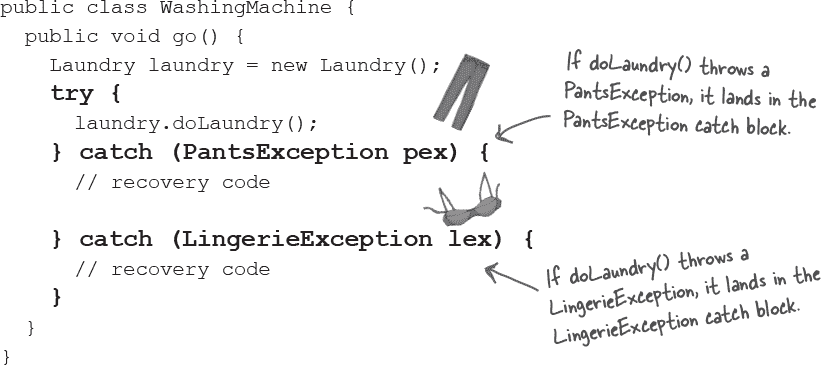 public class WashingMachine {
public void go() {
Laundry laundry = new Laundry();
try {
laundry.doLaundry();
} catch (PantsException pex) {
// recovery code
} catch (LingerieException lex) {
// recovery code
}
}
}
If doLaundry() throws a
PantsException, it lands in the
PantsException catch block.
If doLaundry() throws a
LingerieException, it lands in the
LingerieException catch block.